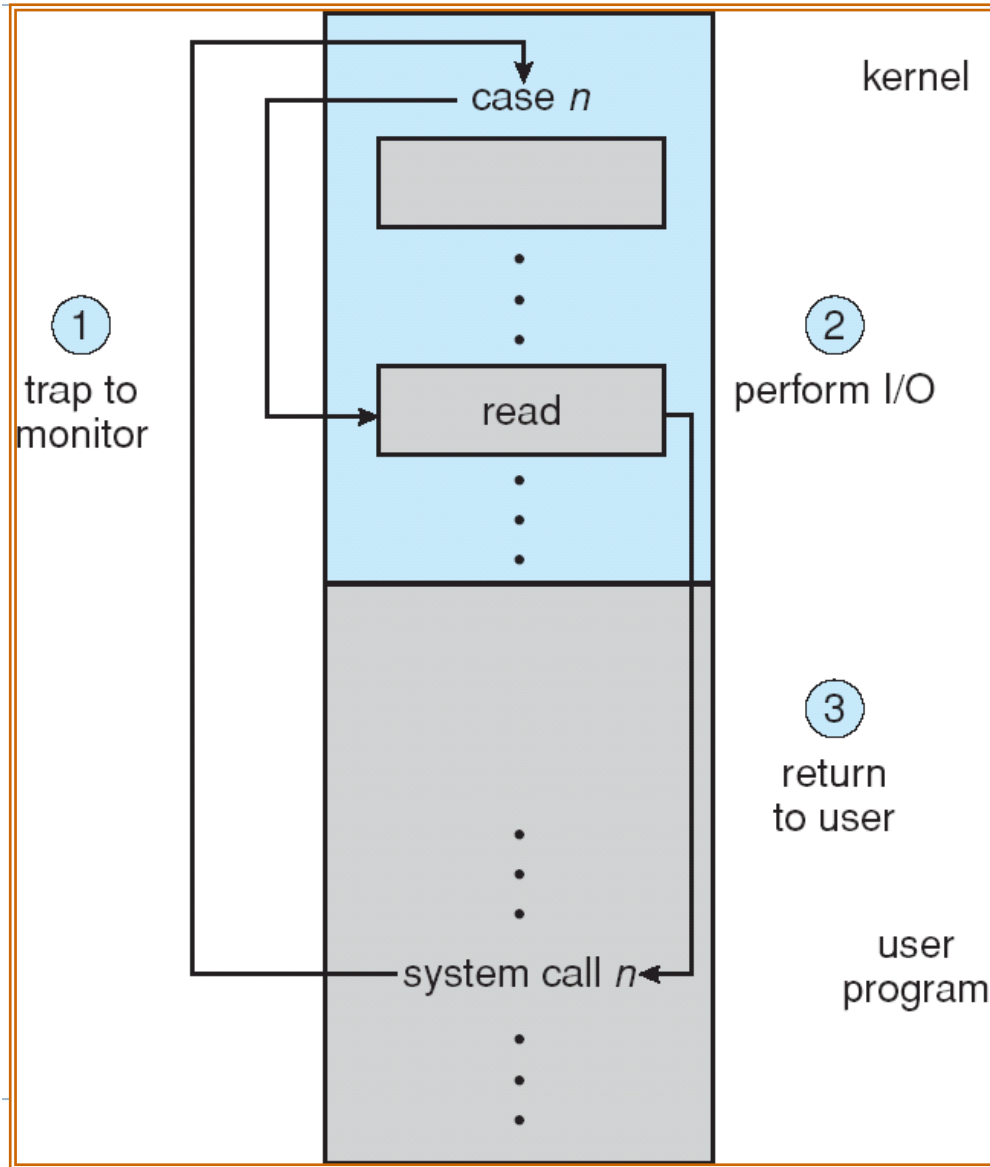 kernel
case n
1
trap to
monitor
2
perform I/O
read
3
return
to user
system call n
user
program